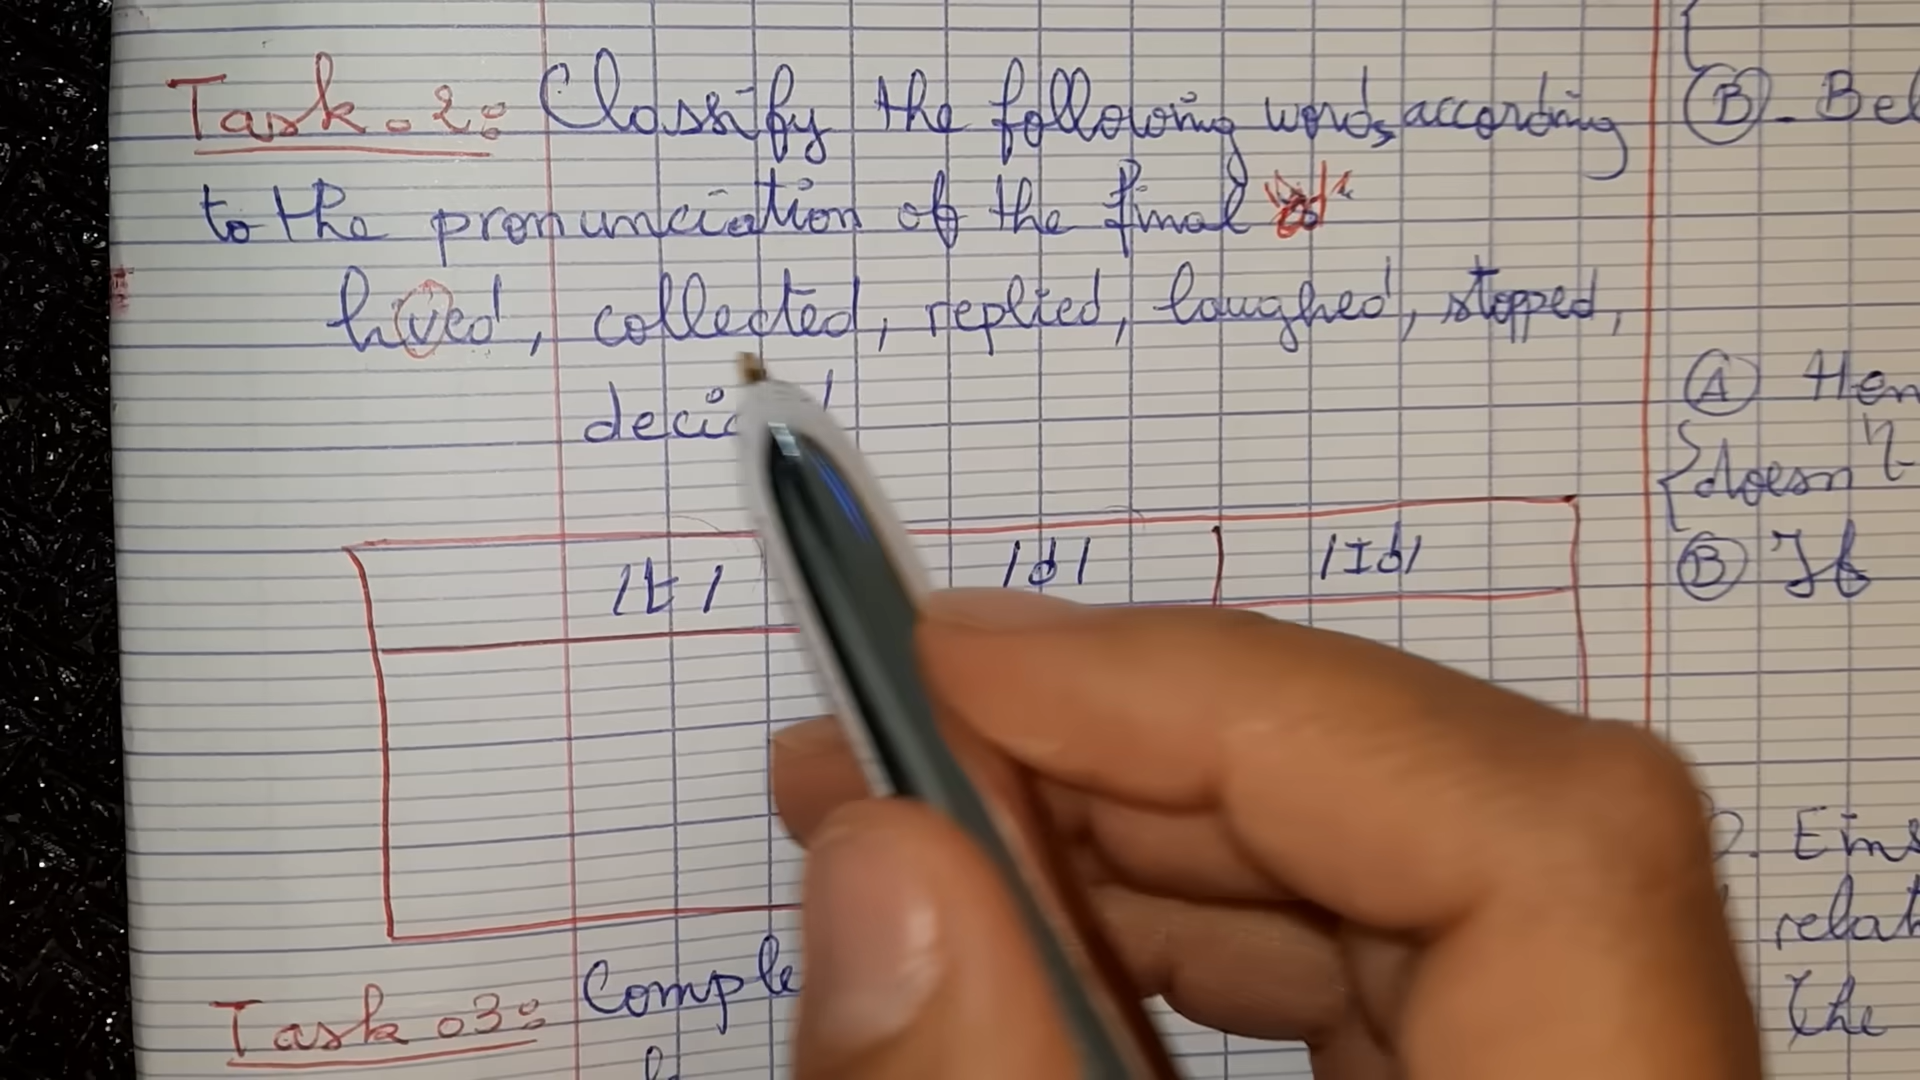 Task.2: Classify the following words according
to the pronunciation of the final "ed"
lived, collected, replied, laughed, stopped,
/t/ /d/ /Id/
Task 03: Comple
B. Bel
A
doesn't
B If
Eins
relat
The